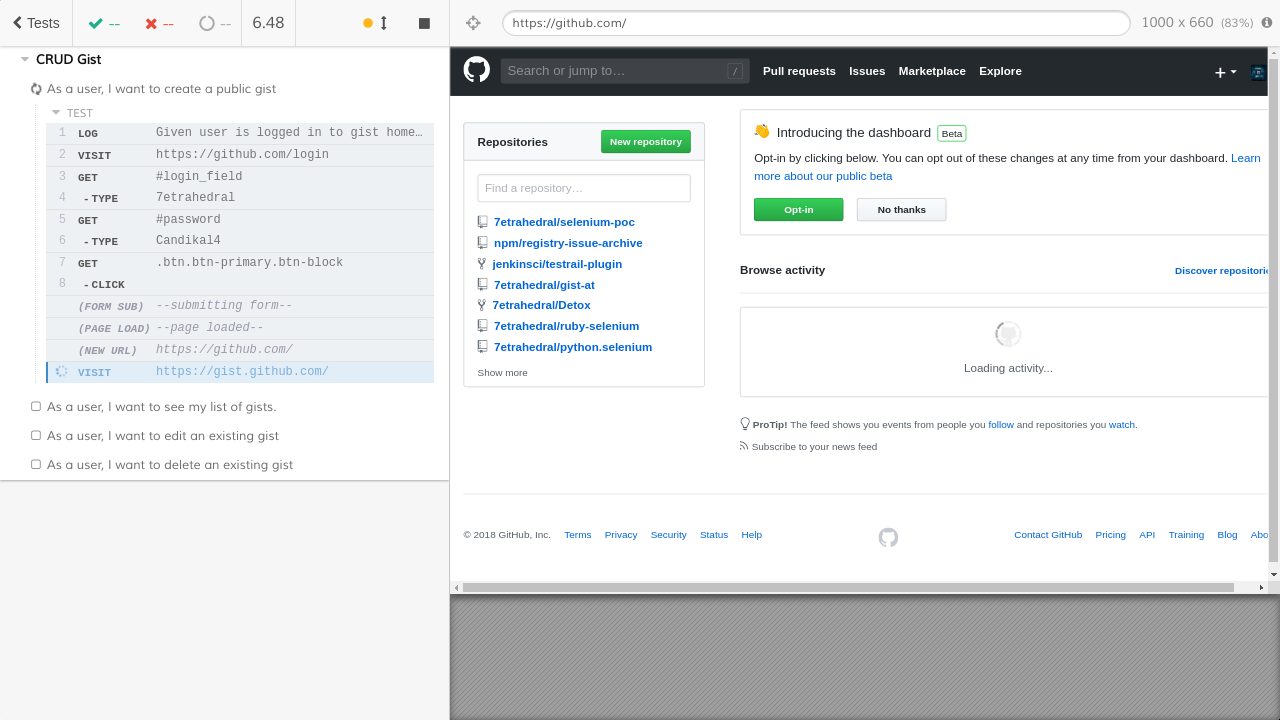 Tests
--
--
--
6.48
https://github.com/
1000 x 660 (83%)
CRUD Gist
As a user, I want to create a public gist
TEST
1 LOG Given user is logged in to gist home…
2 VISIT https://github.com/login
3 GET #login_field
4 - TYPE 7etrahedral
5 GET #password
6 - TYPE Candikal4
7 GET .btn.btn-primary.btn-block
8 - CLICK
(FORM SUB) --submitting form--
(PAGE LOAD) --page loaded--
(NEW URL) https://github.com/
VISIT https://gist.github.com/
As a user, I want to see my list of gists.
As a user, I want to edit an existing gist
As a user, I want to delete an existing gist
Search or jump to… /
Pull requests Issues Marketplace Explore
Repositories New repository
Find a repository…
7etrahedral/selenium-poc
npm/registry-issue-archive
jenkinsci/testrail-plugin
7etrahedral/gist-at
7etrahedral/Detox
7etrahedral/ruby-selenium
7etrahedral/python.selenium
Show more
Introducing the dashboard Beta
Opt-in by clicking below. You can opt out of these changes at any time from your dashboard. Learn
more about our public beta
Opt-in No thanks
Browse activity Discover repositorie
Loading activity...
ProTip! The feed shows you events from people you follow and repositories you watch.
Subscribe to your news feed
© 2018 GitHub, Inc. Terms Privacy Security Status Help
Contact GitHub Pricing API Training Blog Abo